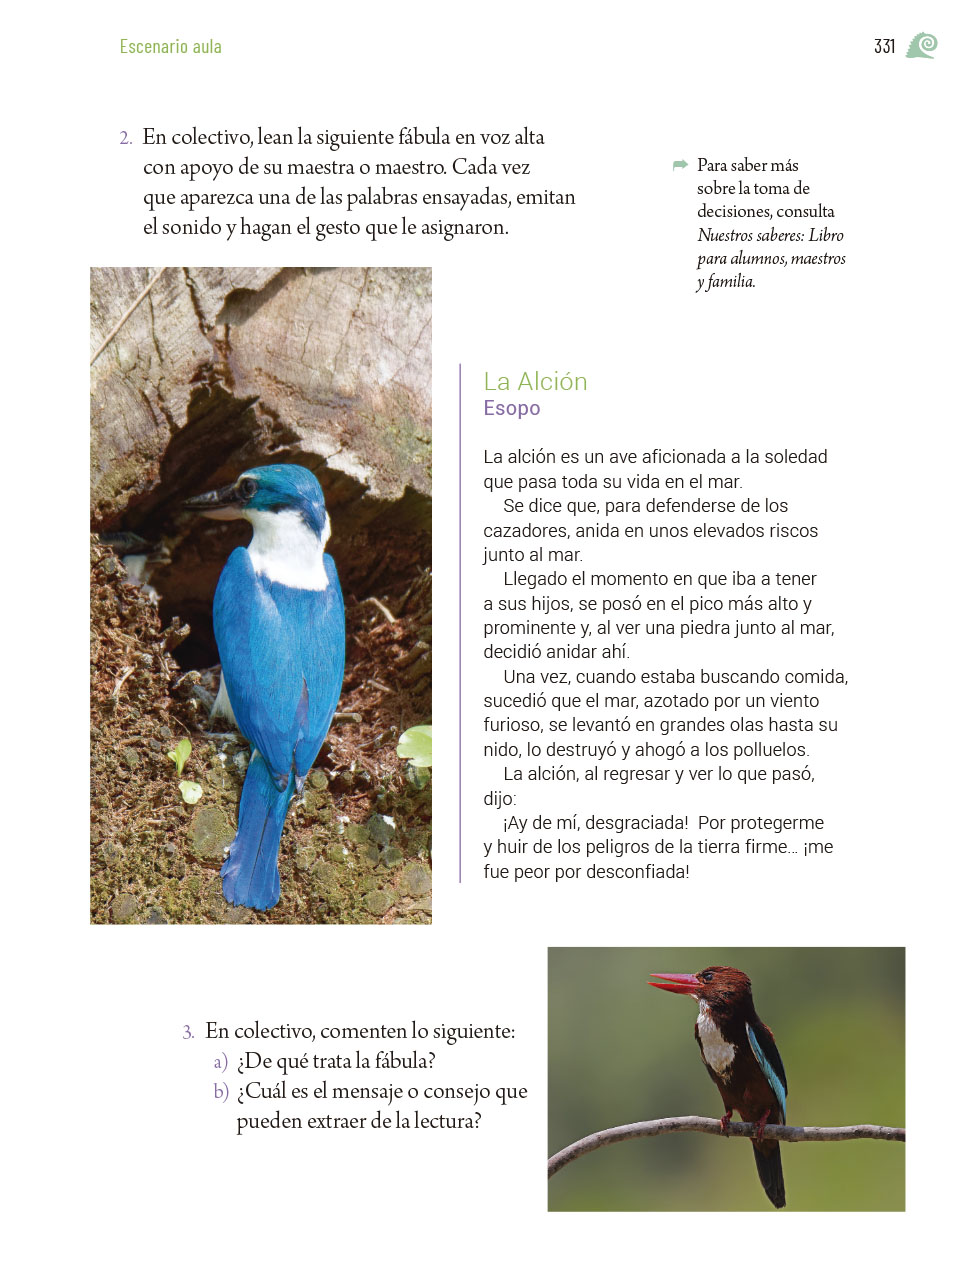 Escenario aula
331
2. En colectivo, lean la siguiente fábula en voz alta
con apoyo de su maestra o maestro. Cada vez
que aparezca una de las palabras ensayadas, emitan
el sonido y hagan el gesto que le asignaron.
Para saber más
sobre la toma de
decisiones, consulta
Nuestros saberes: Libro
para alumnos, maestros
y familia.
La Alción
Esopo
La alción es un ave aficionada a la soledad
que pasa toda su vida en el mar.
Se dice que, para defenderse de los
cazadores, anida en unos elevados riscos
junto al mar.
Llegado el momento en que iba a tener
a sus hijos, se posó en el pico más alto y
prominente y, al ver una piedra junto al mar,
decidió anidar ahí.
Una vez, cuando estaba buscando comida,
sucedió que el mar, azotado por un viento
furioso, se levantó en grandes olas hasta su
nido, lo destruyó y ahogó a los polluelos.
La alción, al regresar y ver lo que pasó,
dijo:
¡Ay de mí, desgraciada! Por protegerme
y huir de los peligros de la tierra firme... ¡me
fue peor por desconfiada!
3. En colectivo, comenten lo siguiente:
a) ¿De qué trata la fábula?
b) ¿Cuál es el mensaje o consejo que
pueden extraer de la lectura?